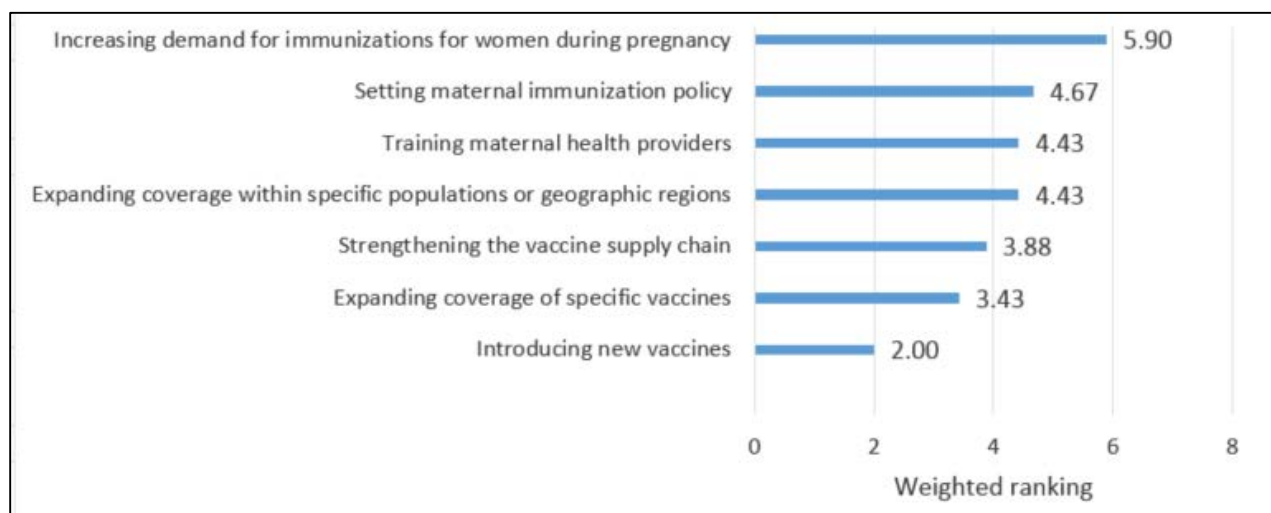 Increasing demand for immunizations for women during pregnancy 5.90
Setting maternal immunization policy 4.67
Training maternal health providers 4.43
Expanding coverage within specific populations or geographic regions 4.43
Strengthening the vaccine supply chain 3.88
Expanding coverage of specific vaccines 3.43
Introducing new vaccines 2.00
0 2 4 6 8
Weighted ranking